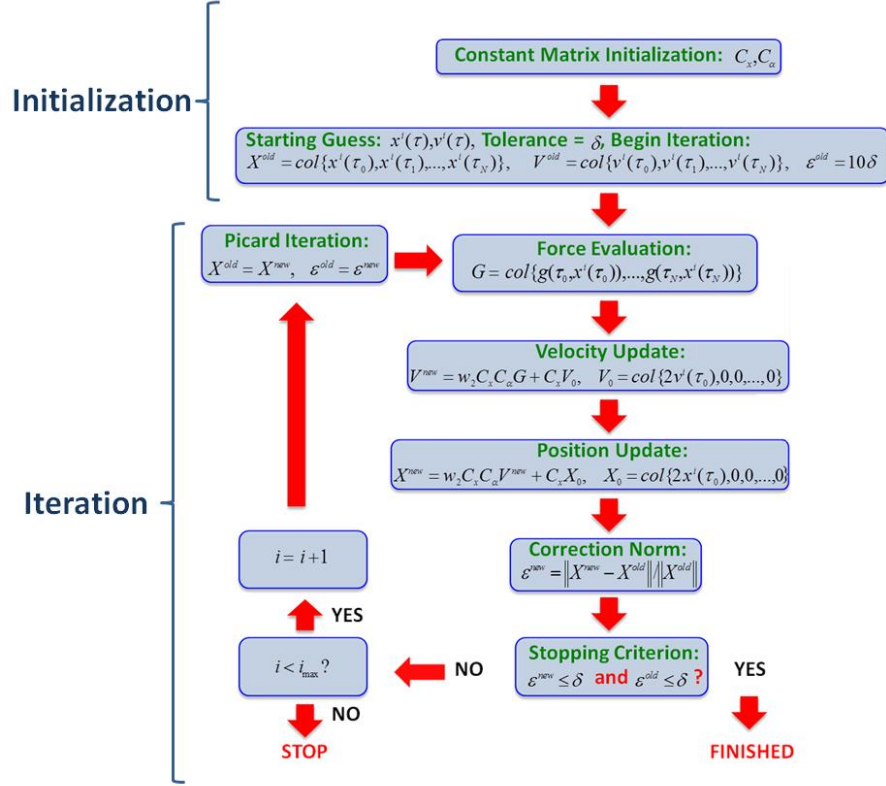 Initialization
Constant Matrix Initialization: C_x, C_α
Starting Guess: x^i(τ), v^i(τ), Tolerance = δ, Begin Iteration:
X^old = col{x^i(τ_0), x^i(τ_1),..., x^i(τ_N)}, V^old = col{v^i(τ_0), v^i(τ_1),..., v^i(τ_N)}, ε^old = 10δ
Iteration
Picard Iteration:
X^old = X^new, ε^old = ε^new
Force Evaluation:
G = col{g(τ_0, x^i(τ_0)),..., g(τ_N, x^i(τ_N))}
Velocity Update:
V^new = w_2 C_x C_α G + C_x V_0, V_0 = col{2v^i(τ_0),0,0,...,0}
Position Update:
X^new = w_2 C_x C_α V^new + C_x X_0, X_0 = col{2x^i(τ_0),0,0,...,0}
Correction Norm:
ε^new = ||X^new − X^old||/||X^old||
Stopping Criterion:
ε^new ≤ δ and ε^old ≤ δ ?
YES
FINISHED
NO
i < i_max ?
YES
i = i+1
NO
STOP